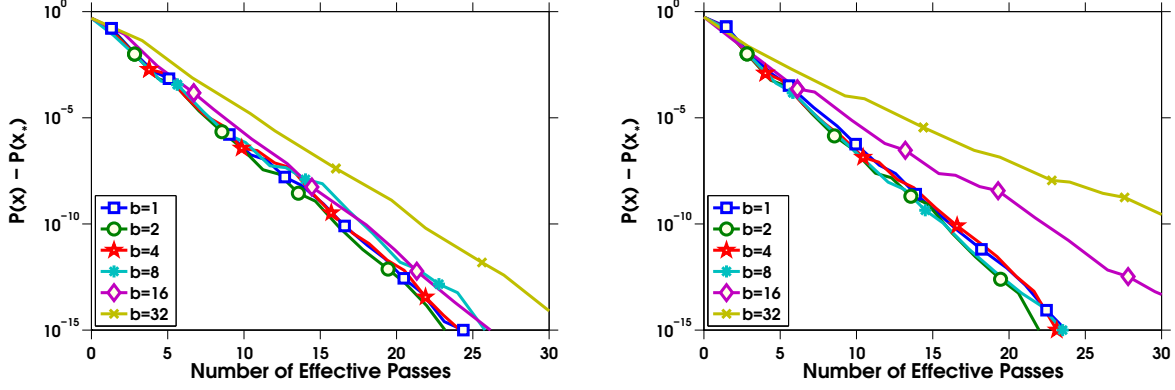 10^0
10^-5
10^-10
10^-15
P(x) − P(x_*)
b=1
b=2
b=4
b=8
b=16
b=32
0 5 10 15 20 25 30
Number of Effective Passes
10^0
10^-5
10^-10
10^-15
P(x) − P(x_*)
b=1
b=2
b=4
b=8
b=16
b=32
0 5 10 15 20 25 30
Number of Effective Passes